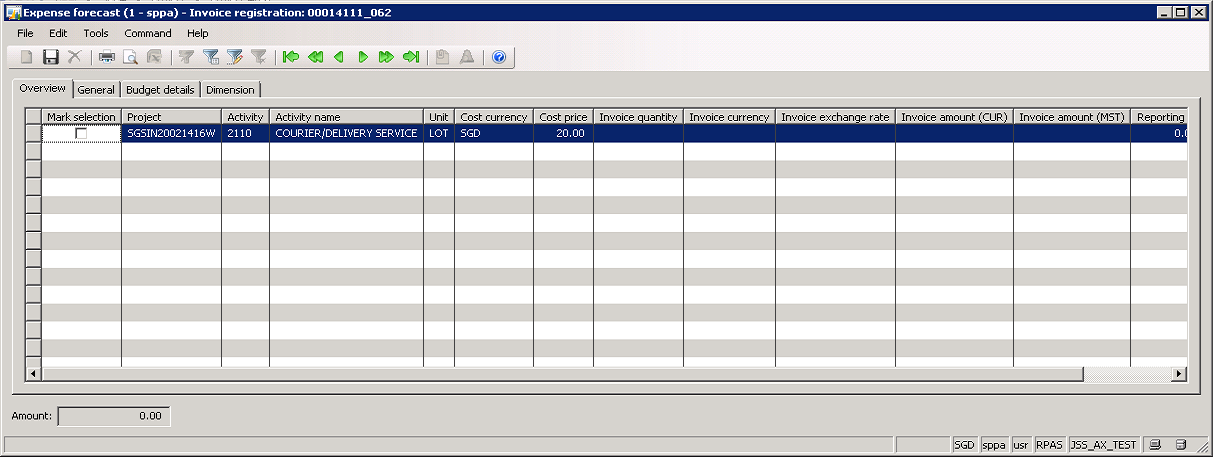 Expense forecast (1 - sppa) - Invoice registration: 00014111_062
File Edit Tools Command Help
Overview General Budget details Dimension
Mark selection Project Activity Activity name Unit Cost currency Cost price Invoice quantity Invoice currency Invoice exchange rate Invoice amount (CUR) Invoice amount (MST) Reporting
SGSIN20021416W 2110 COURIER/DELIVERY SERVICE LOT SGD 20.00 0.0
Amount: 0.00
SGD sppa usr RPAS JSS_AX_TEST